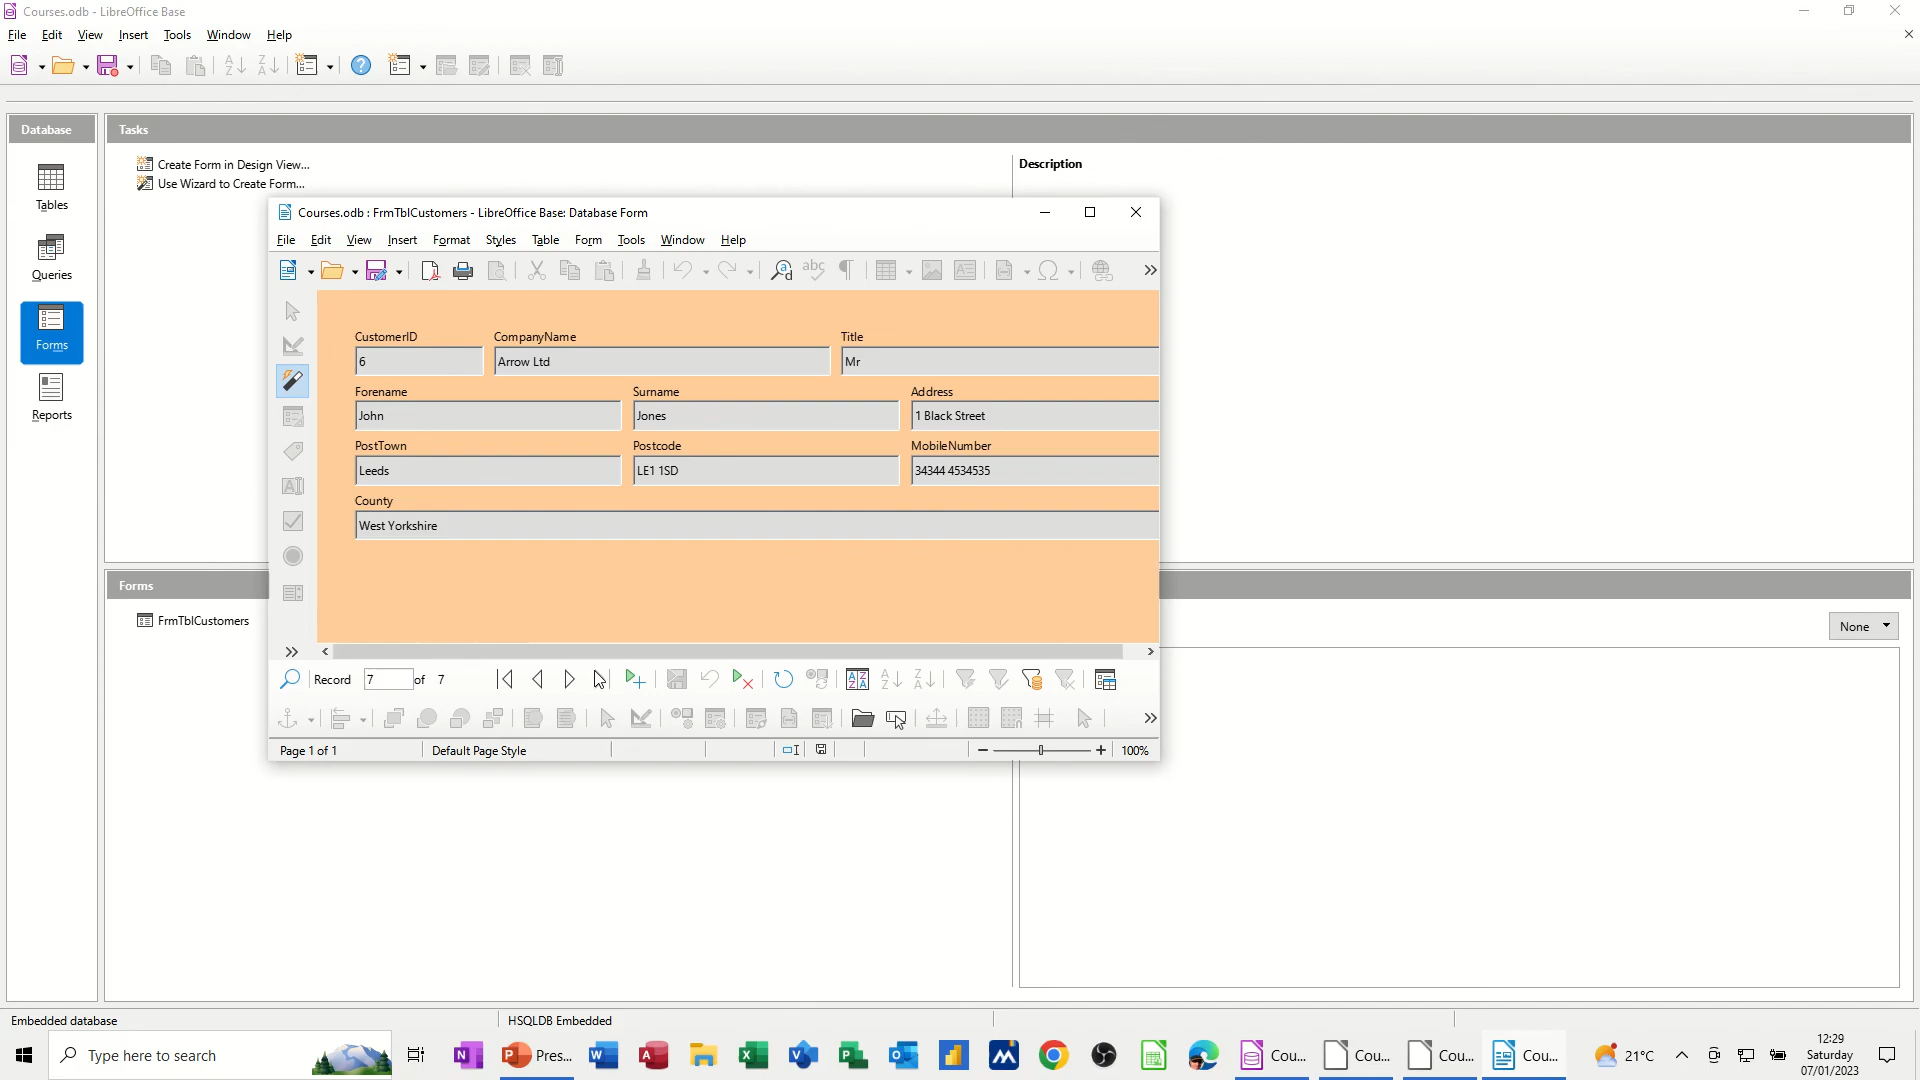 Courses.odb - LibreOffice Base
File Edit View Insert Tools Window Help
Database
Tasks
Tables
Queries
Forms
Reports
Create Form in Design View...
Use Wizard to Create Form...
Description
Courses.odb : FrmTblCustomers - LibreOffice Base: Database Form
File Edit View Insert Format Styles Table Form Tools Window Help
CustomerID CompanyName Title
6 Arrow Ltd Mr
Forename Surname Address
John Jones 1 Black Street
PostTown Postcode MobileNumber
Leeds LE1 1SD 34344 4534535
County
West Yorkshire
Record 7 of 7
Page 1 of 1 Default Page Style 100%
Forms
FrmTblCustomers
None
Embedded database HSQLDB Embedded
Type here to search
Pres...
Cou...
Cou...
Cou...
Cou...
21°C
12:29
Saturday
07/01/2023